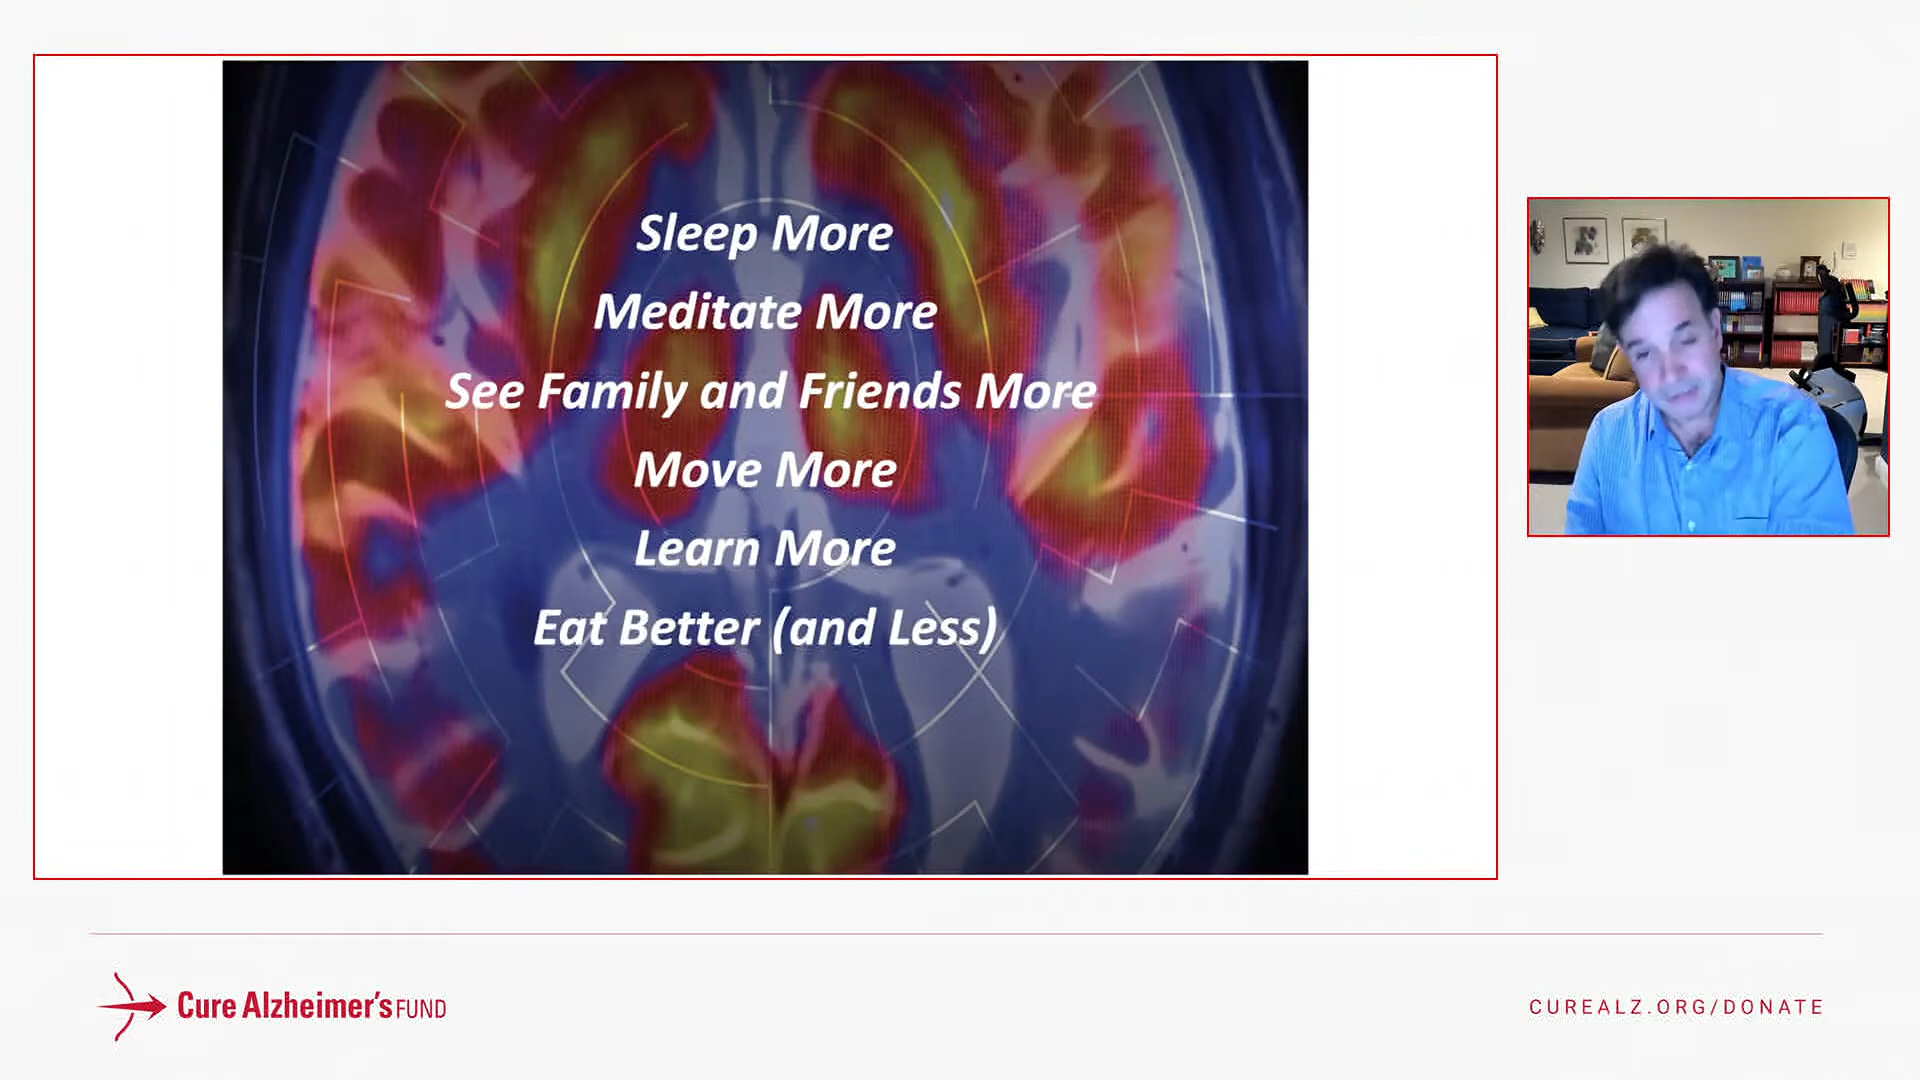 Sleep More
Meditate More
See Family and Friends More
Move More
Learn More
Eat Better (and Less)
Cure Alzheimer's FUND
CUREALZ.ORG/DONATE